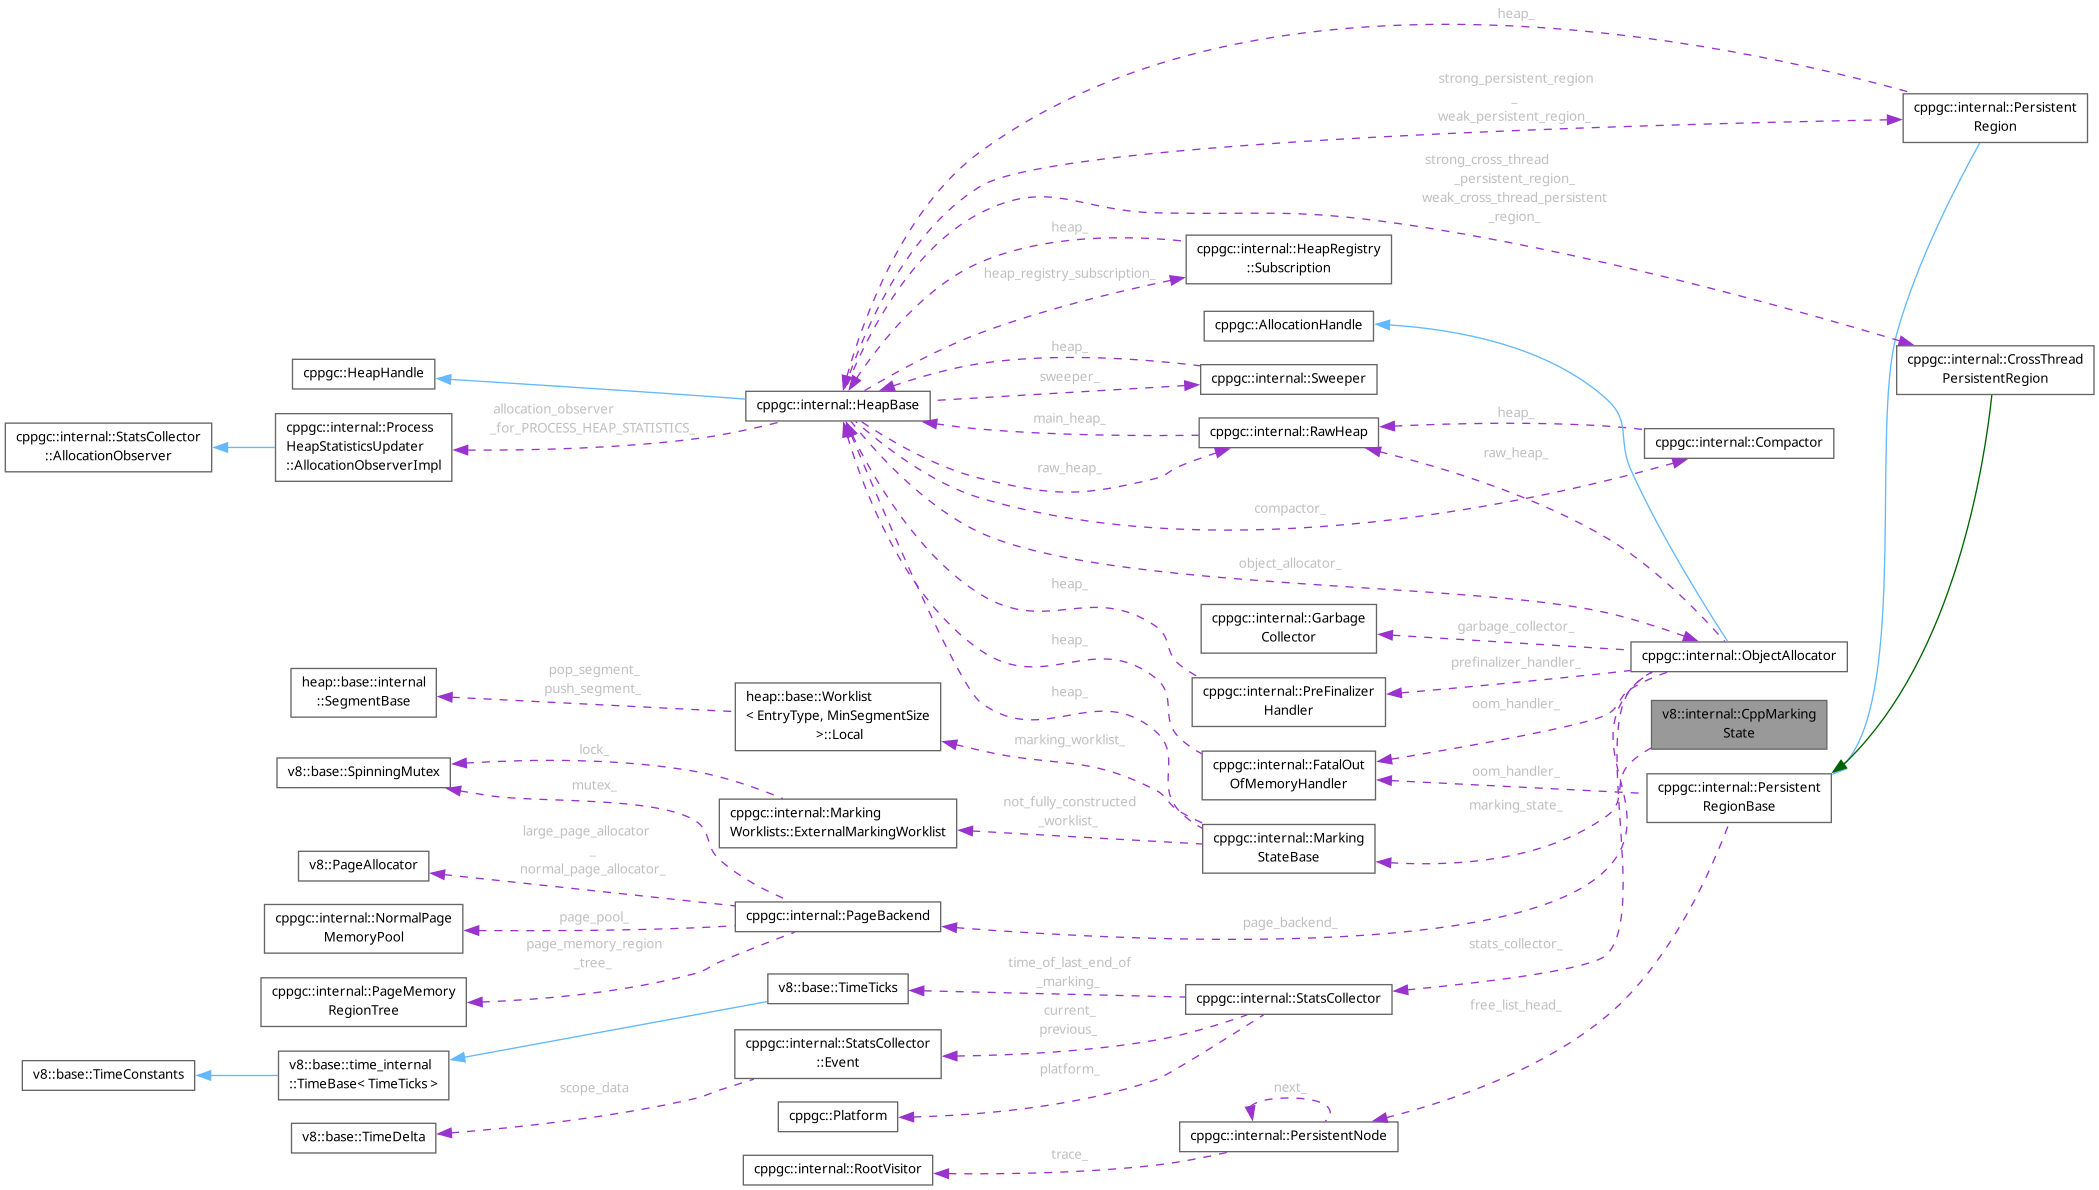 heap_
strong_persistent_region
_
weak_persistent_region_
cppgc::internal::Persistent
Region
strong_cross_thread
_persistent_region_
weak_cross_thread_persistent
_region_
heap_
cppgc::internal::HeapRegistry
::Subscription
heap_registry_subscription_
cppgc::AllocationHandle
cppgc::internal::CrossThread
PersistentRegion
cppgc::HeapHandle
heap_
sweeper_
cppgc::internal::Sweeper
cppgc::internal::HeapBase
allocation_observer
_for_PROCESS_HEAP_STATISTICS_
cppgc::internal::StatsCollector
::AllocationObserver
cppgc::internal::Process
HeapStatisticsUpdater
::AllocationObserverImpl
main_heap_
cppgc::internal::RawHeap
heap_
cppgc::internal::Compactor
raw_heap_
raw_heap_
compactor_
object_allocator_
heap_
cppgc::internal::Garbage
Collector
garbage_collector_
cppgc::internal::ObjectAllocator
heap_
prefinalizer_handler_
cppgc::internal::PreFinalizer
Handler
heap::base::internal
::SegmentBase
pop_segment_
push_segment_
heap::base::Worklist
< EntryType, MinSegmentSize
>::Local
heap_
oom_handler_
v8::internal::CppMarking
State
marking_worklist_
v8::base::SpinningMutex
lock_
mutex_
cppgc::internal::FatalOut
OfMemoryHandler
oom_handler_
cppgc::internal::Persistent
RegionBase
cppgc::internal::Marking
Worklists::ExternalMarkingWorklist
not_fully_constructed
_worklist_
marking_state_
cppgc::internal::Marking
StateBase
large_page_allocator
_
normal_page_allocator_
v8::PageAllocator
cppgc::internal::NormalPage
MemoryPool
page_pool_
cppgc::internal::PageBackend
page_backend_
page_memory_region
_tree_
stats_collector_
cppgc::internal::PageMemory
RegionTree
v8::base::TimeTicks
time_of_last_end_of
_marking_
cppgc::internal::StatsCollector
free_list_head_
current_
previous_
cppgc::internal::StatsCollector
::Event
v8::base::TimeConstants
v8::base::time_internal
::TimeBase< TimeTicks >
platform_
scope_data
next_
cppgc::Platform
v8::base::TimeDelta
cppgc::internal::PersistentNode
trace_
cppgc::internal::RootVisitor